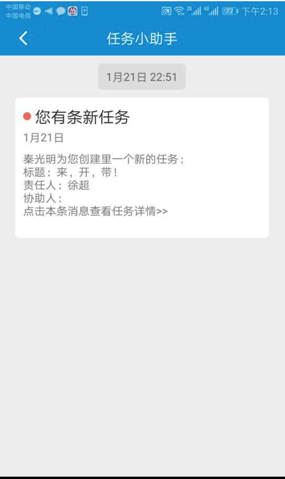 中国移动
中国电信
下午2:13
任务小助手
1月21日 22:51
您有条新任务
1月21日
秦光明为您创建里一个新的任务：
标题：来，开，带！
责任人：徐超
协助人：
点击本条消息查看任务详情>>